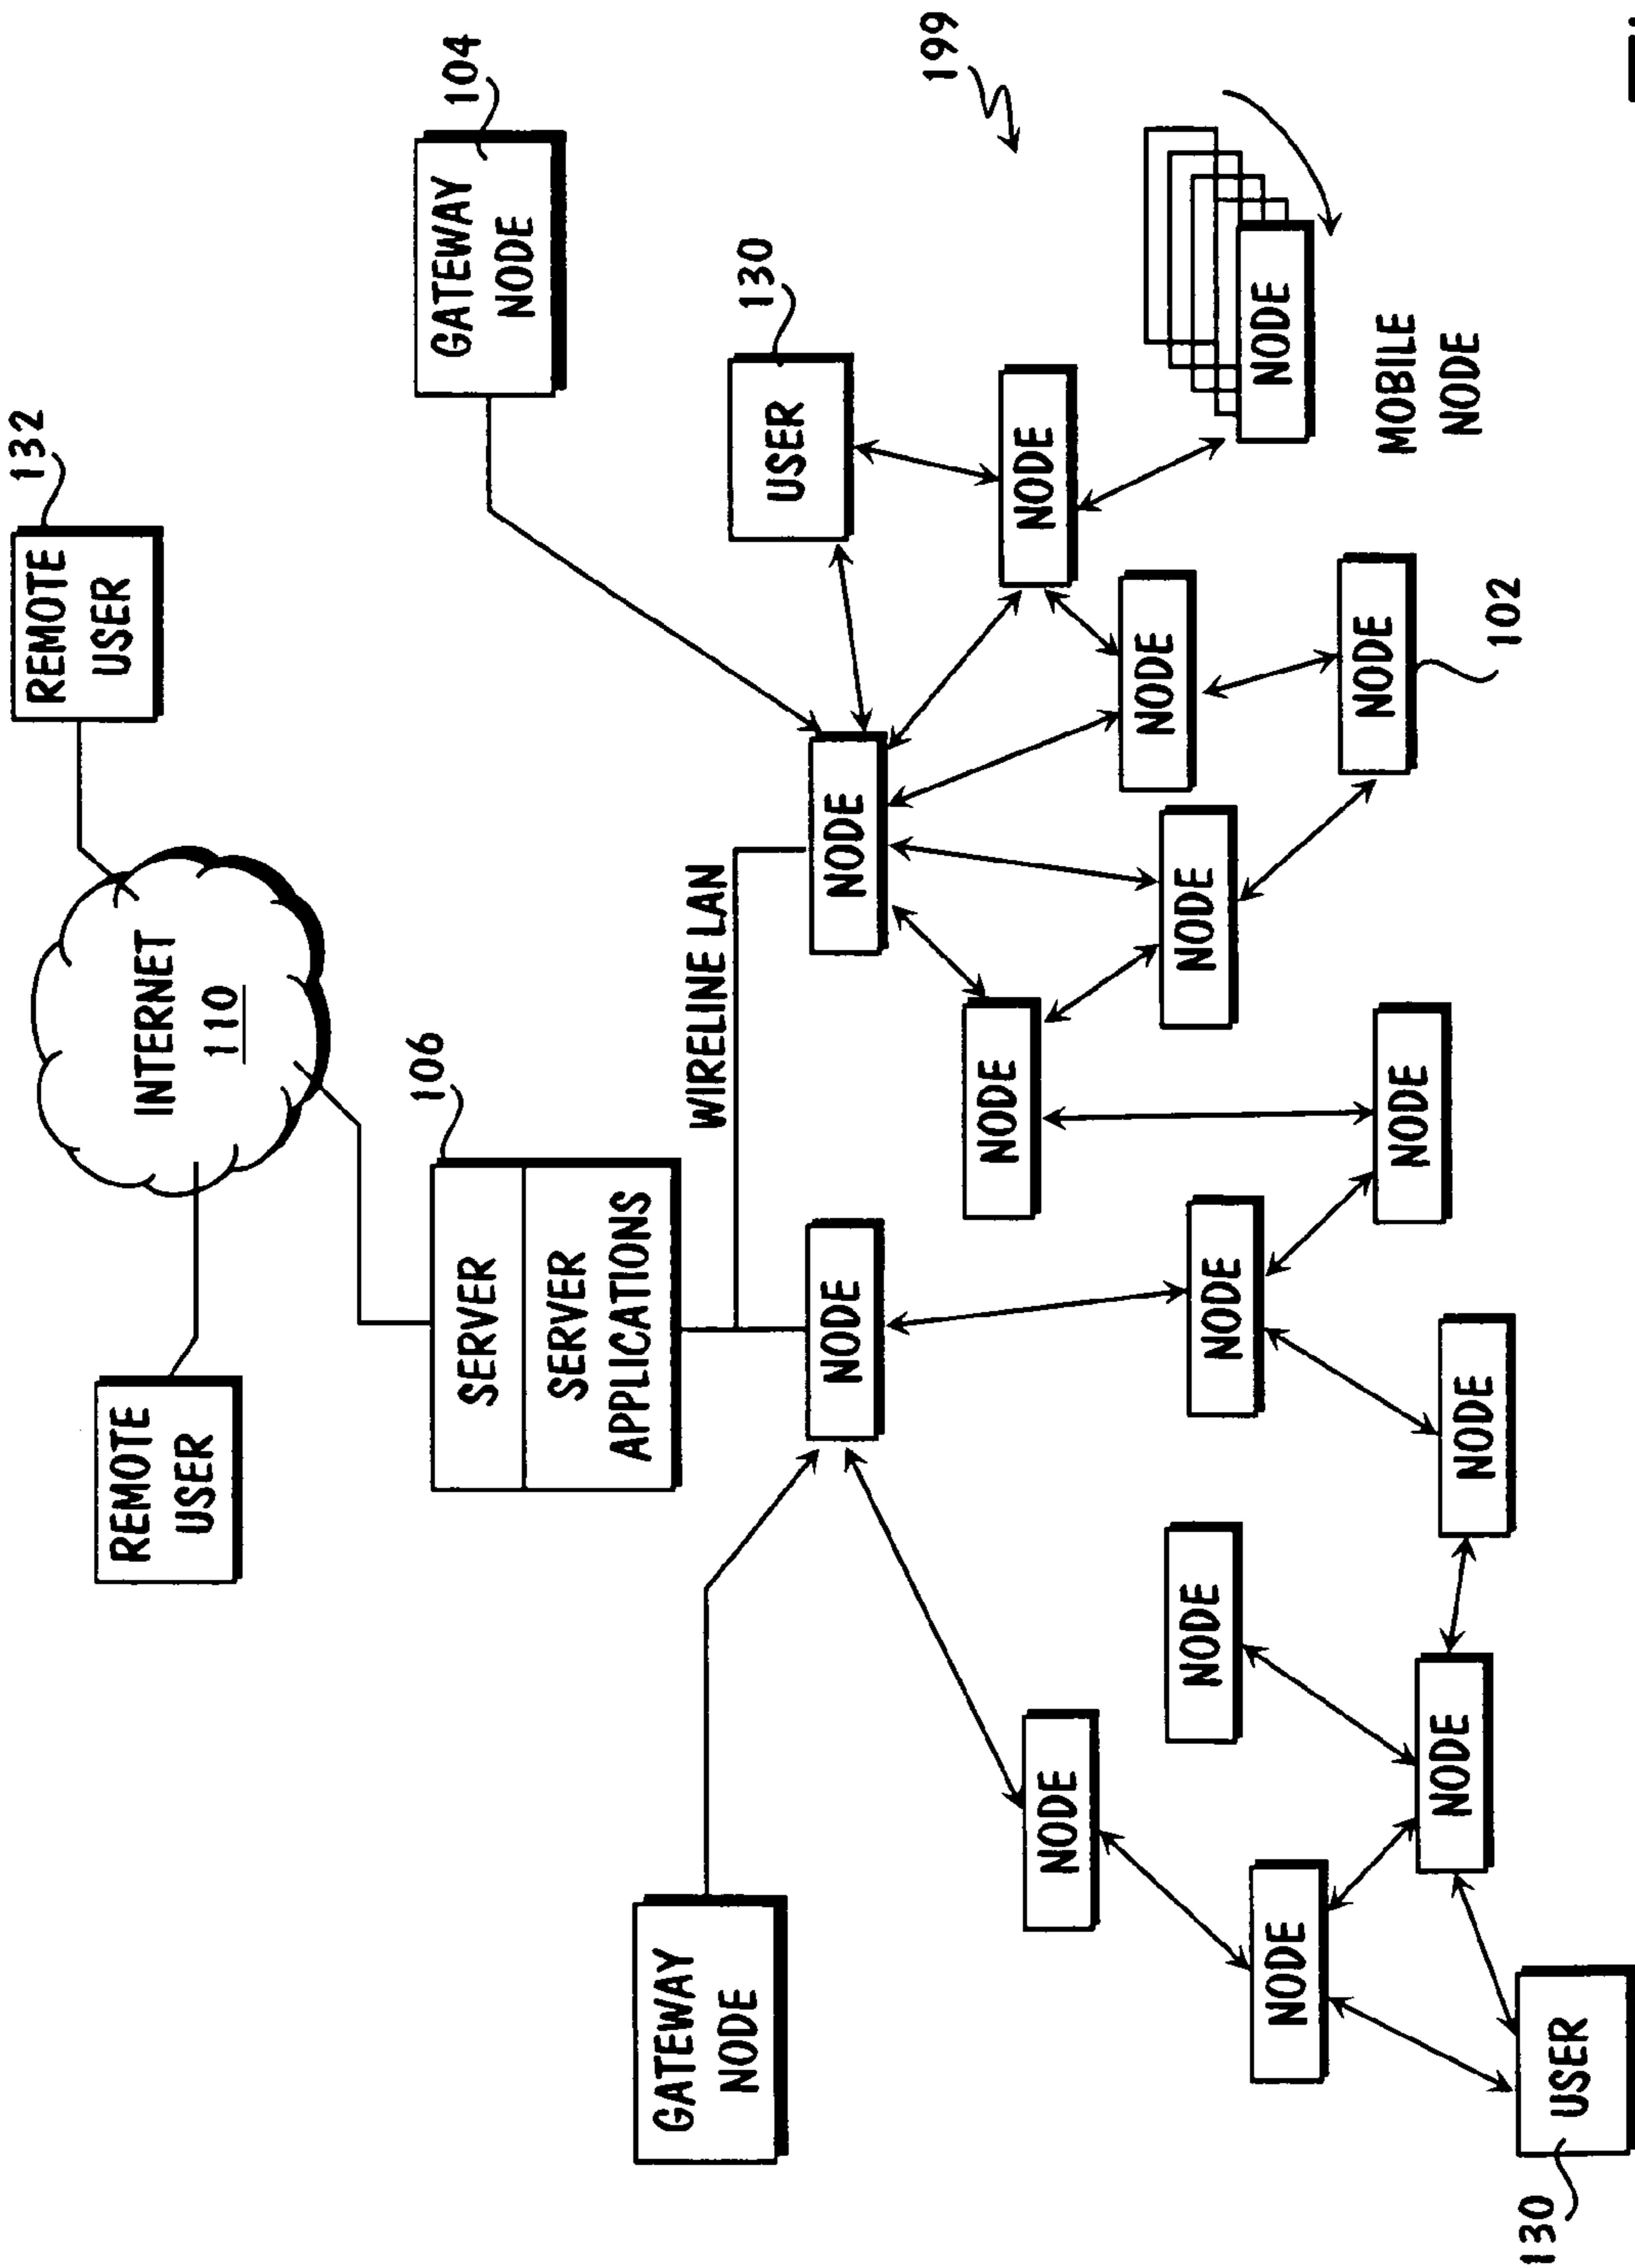 132
REMOTE
USER
REMOTE
USER
INTERNET
110
106
104
SERVER
SERVER
APPLICATIONS
GATEWAY
NODE
GATEWAY
NODE
WIRELINE LAN
130
USER
NODE
NODE
199
NODE
NODE
NODE
NODE
NODE
NODE
NODE
NODE
NODE
NODE
MOBILE
NODE
NODE
NODE
NODE
102
130
USER